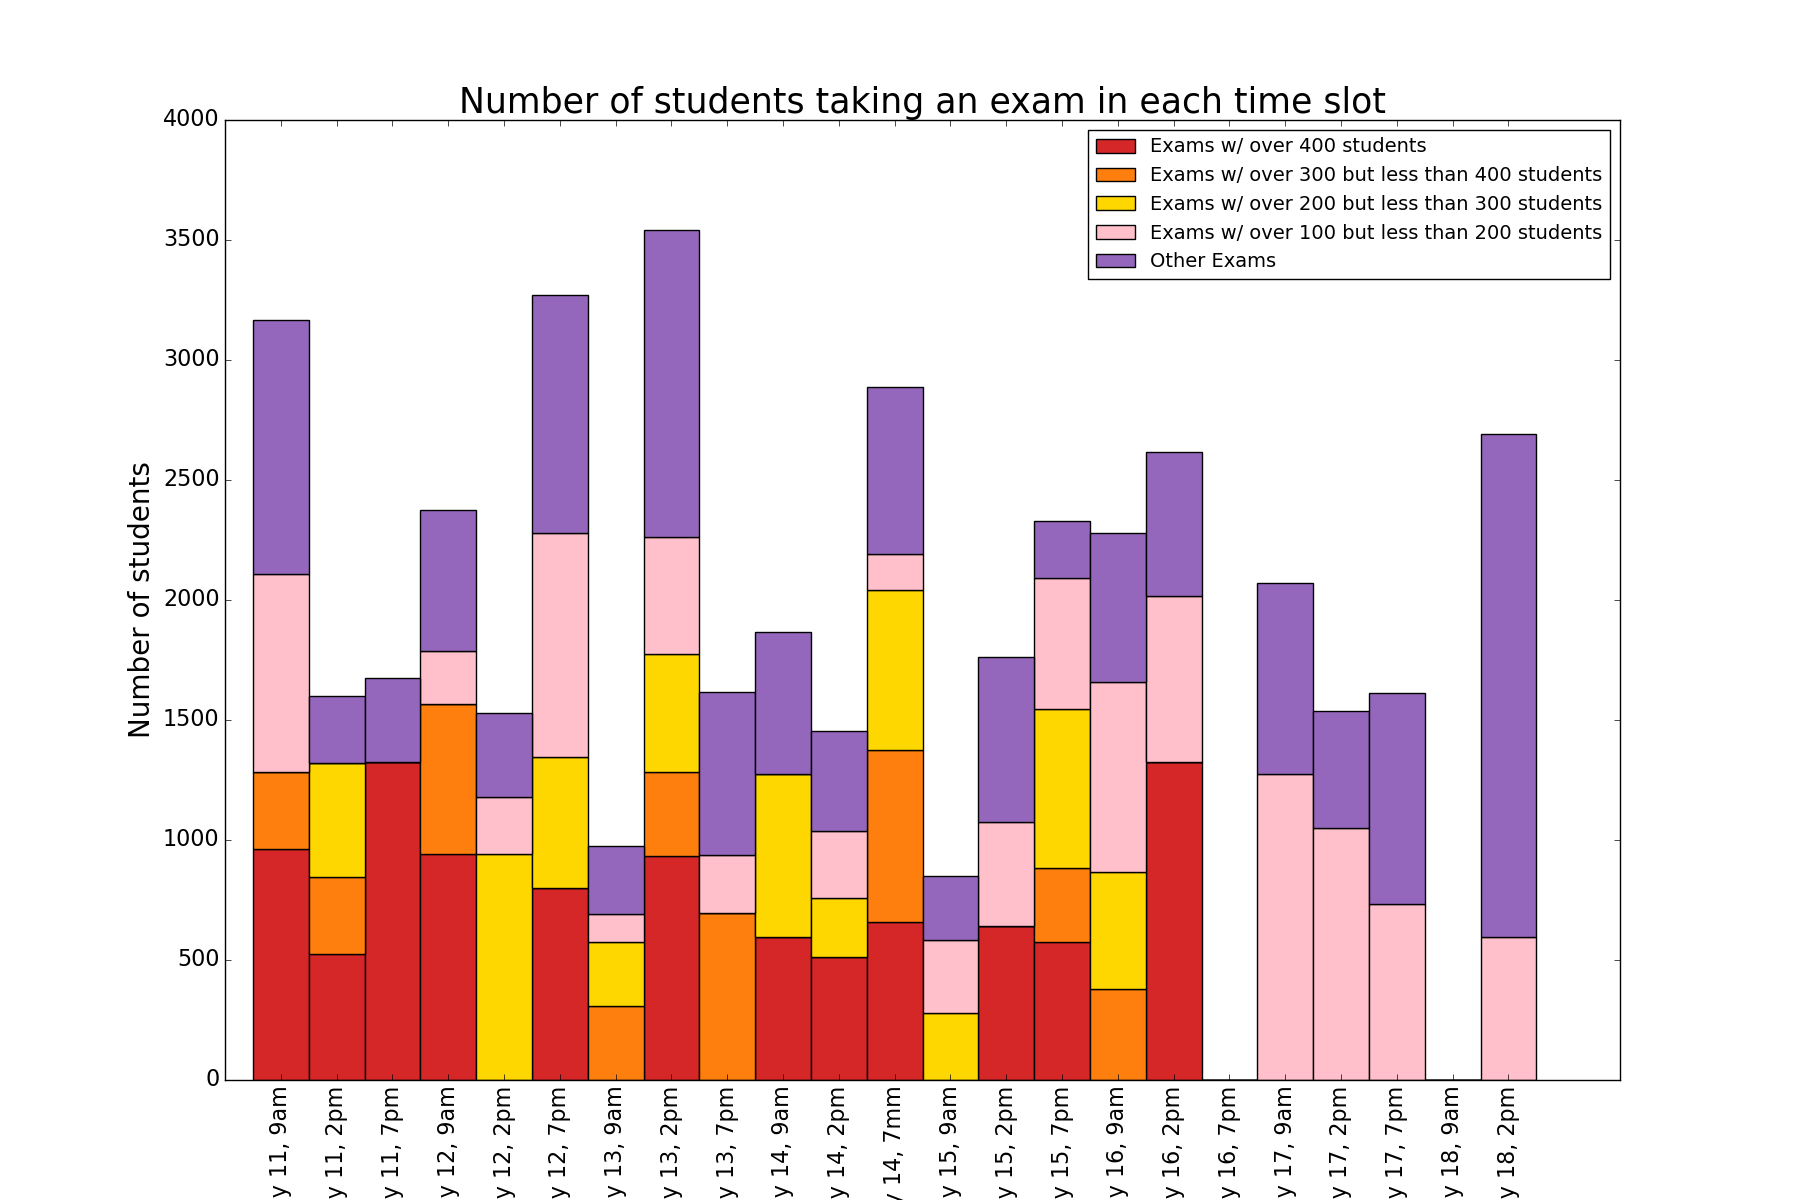 Number of students taking an exam in each time slot
Exams w/ over 400 students
Exams w/ over 300 but less than 400 students
Exams w/ over 200 but less than 300 students
Exams w/ over 100 but less than 200 students
Other Exams
Number of students
4000
3500
3000
2500
2000
1500
1000
500
0
y 11, 9am
y 11, 2pm
y 11, 7pm
y 12, 9am
y 12, 2pm
y 12, 7pm
y 13, 9am
y 13, 2pm
y 13, 7pm
y 14, 9am
y 14, 2pm
y 14, 7mm
y 15, 9am
y 15, 2pm
y 15, 7pm
y 16, 9am
y 16, 2pm
y 16, 7pm
y 17, 9am
y 17, 2pm
y 17, 7pm
y 18, 9am
y 18, 2pm